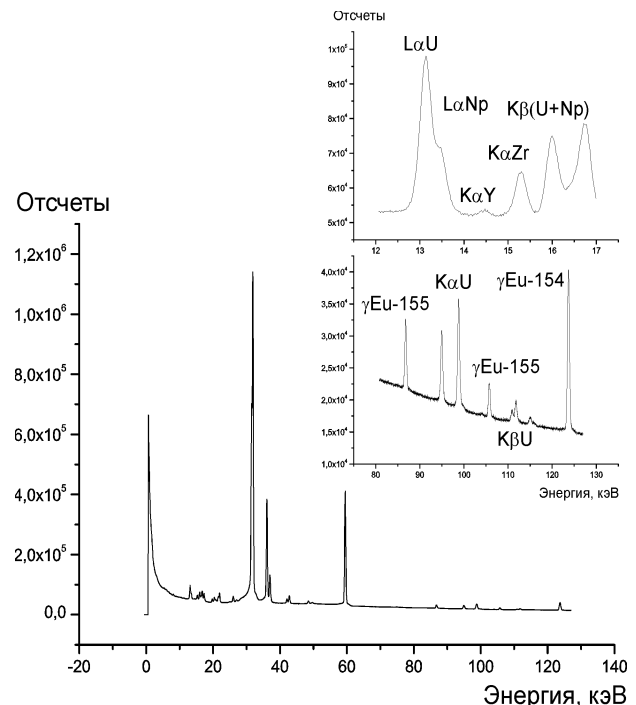 Отсчеты
LαU
LαNp
Kβ(U+Np)
KαZr
KαY
1x10⁵
9x10⁴
8x10⁴
7x10⁴
6x10⁴
5x10⁴
12 13 14 15 16 17
Отсчеты
1,2x10⁶
1,0x10⁶
8,0x10⁵
6,0x10⁵
4,0x10⁵
2,0x10⁵
0,0
4,0x10⁴
3,5x10⁴
3,0x10⁴
2,5x10⁴
2,0x10⁴
1,5x10⁴
1,0x10⁴
γEu-155
KαU
γEu-154
γEu-155
KβU
80 90 100 110 120 130
Энергия, кэВ
-20 0 20 40 60 80 100 120 140
Энергия, кэВ